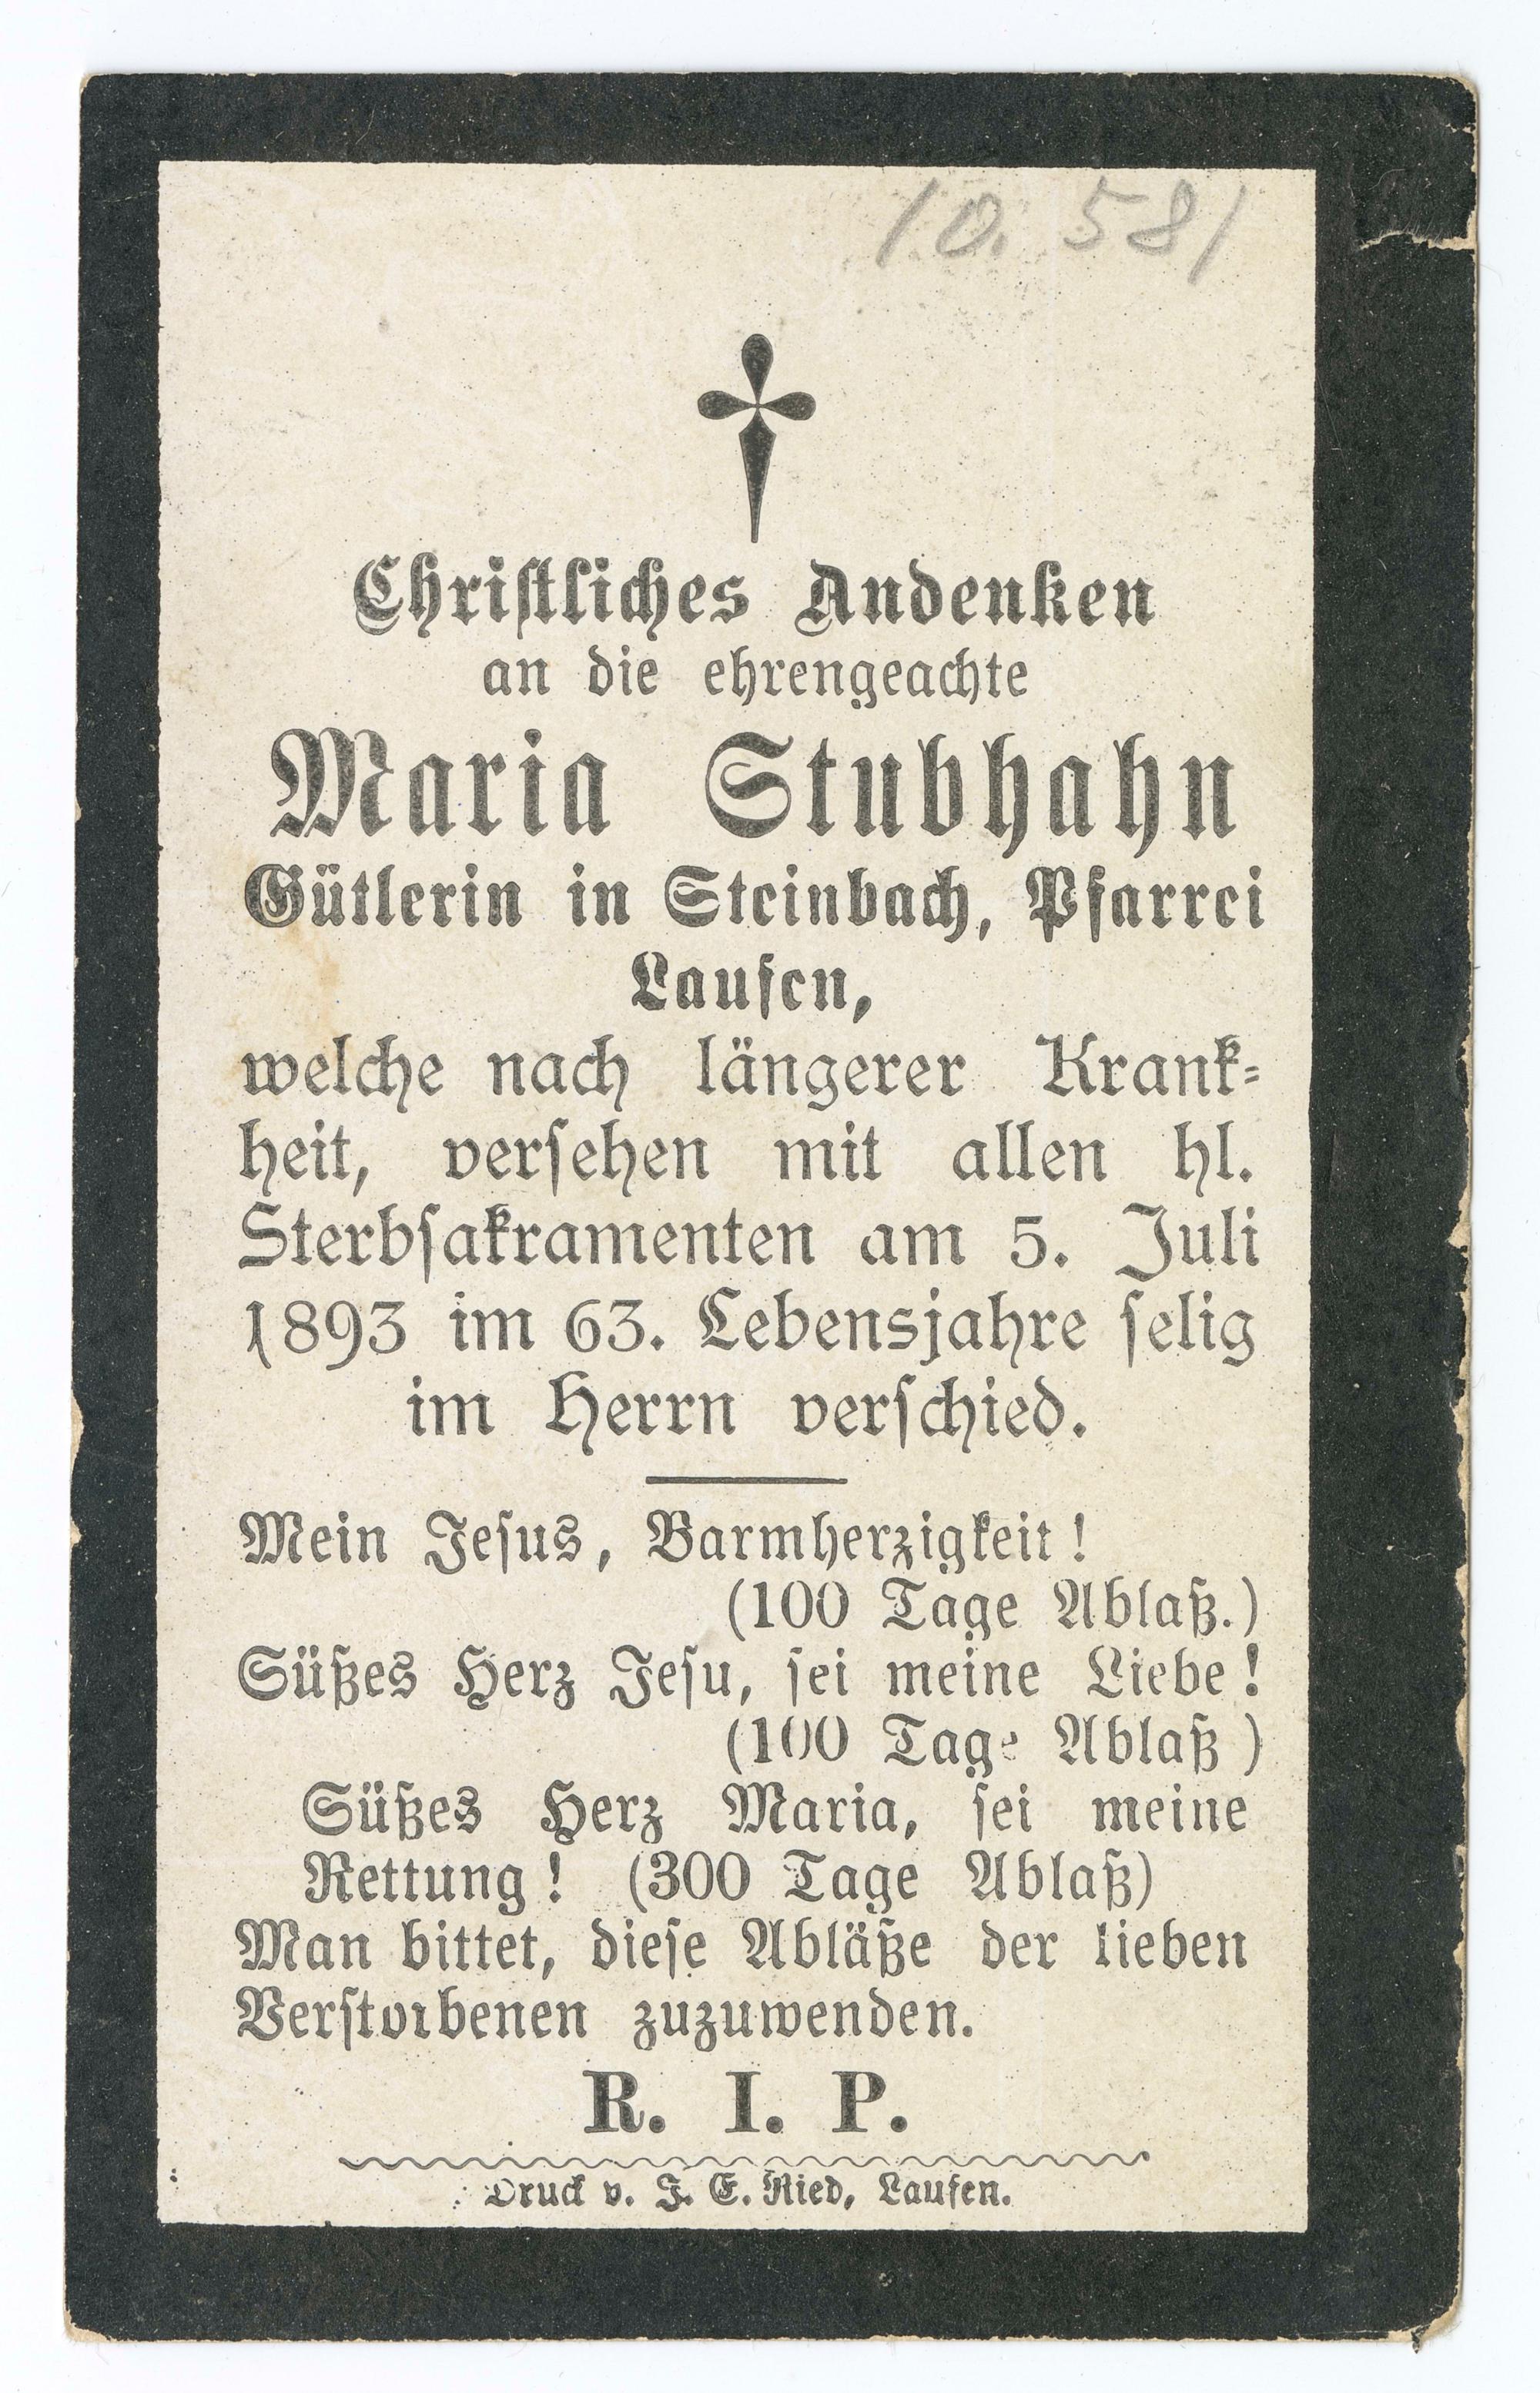 10. 581
Christliches Andenken
an die ehrengeachte
Maria Stubhahn
Gütlerin in Steinbach, Pfarrei
Laufen,
welche nach längerer Krank-
heit, versehen mit allen hl.
Sterbsakramenten am 5. Juli
1893 im 63. Lebensjahre selig
im Herrn verschied.
Mein Jesus, Barmherzigkeit!
(100 Tage Ablaß.)
Süßes Herz Jesu, sei meine Liebe!
(100 Tage Ablaß)
Süßes Herz Maria, sei meine
Rettung! (300 Tage Ablaß)
Man bittet, diese Abläße der lieben
Verstorbenen zuzuwenden.
R. I. P.
Druck v. J. E. Ried, Laufen.